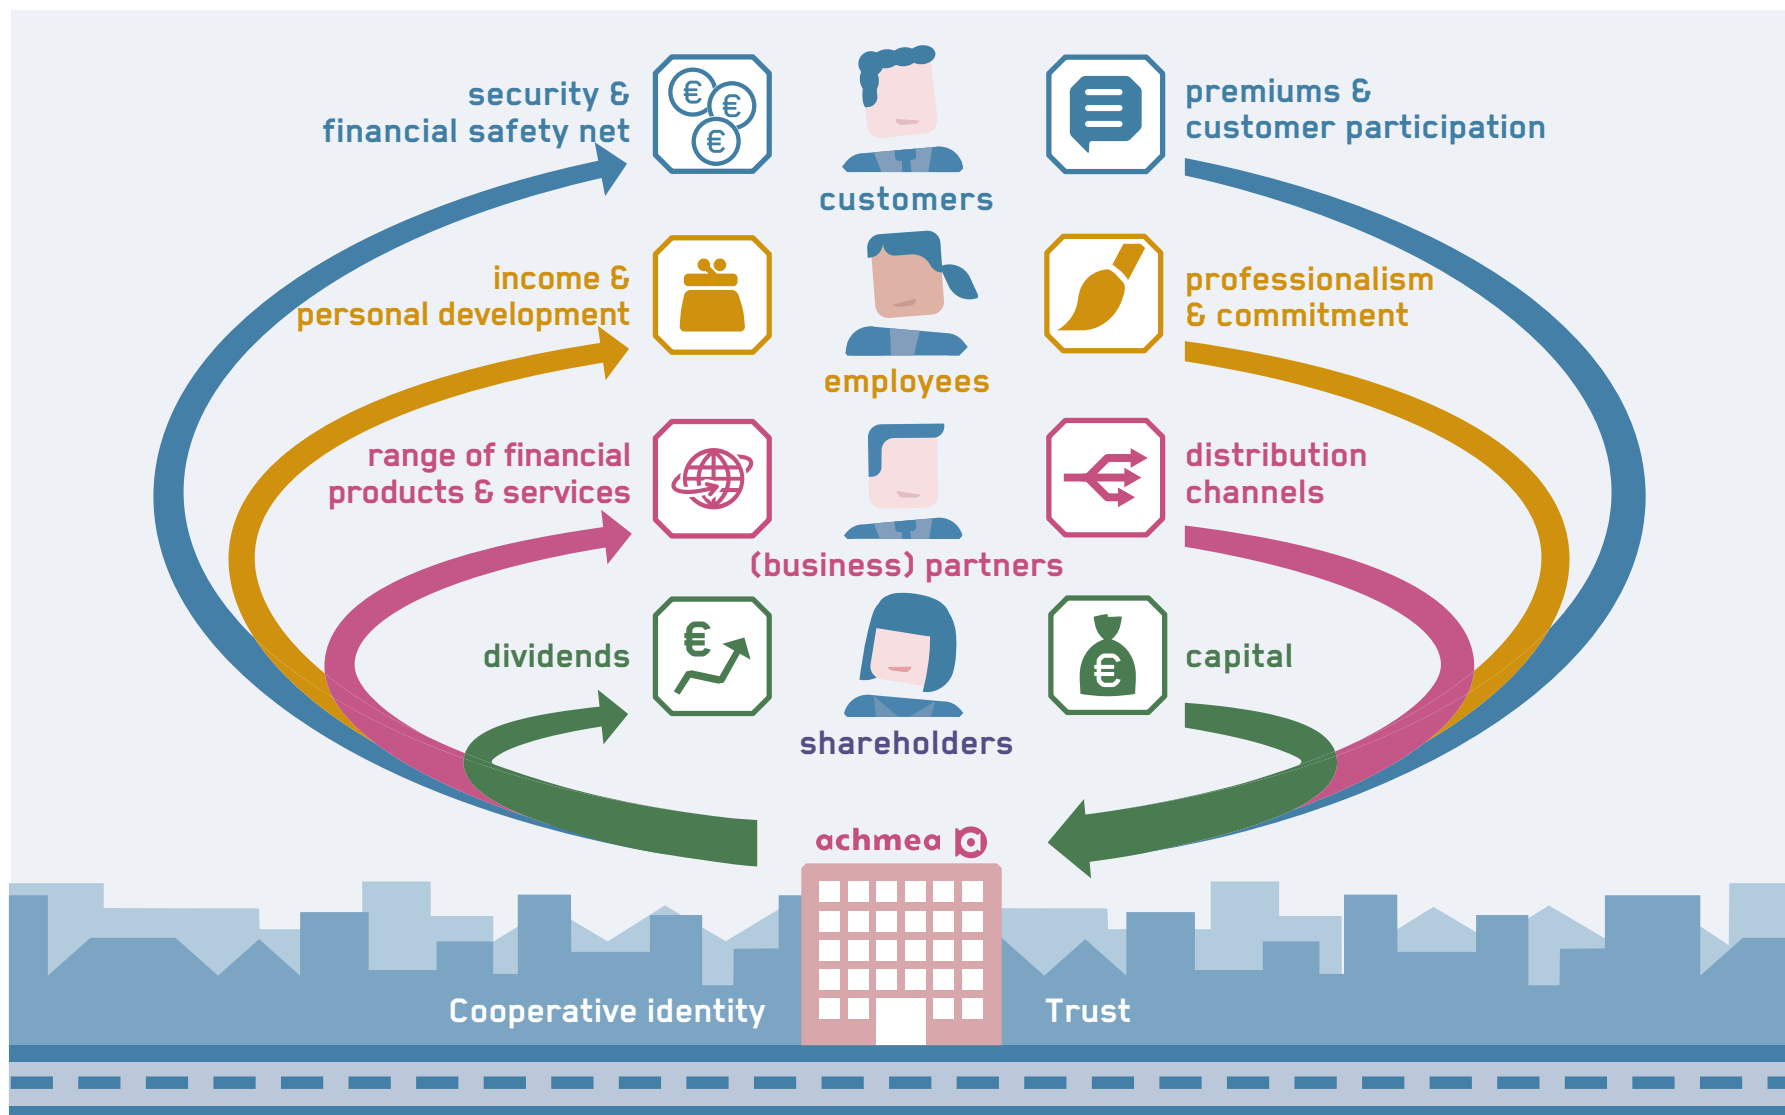 security &
financial safety net
premiums &
customer participation
customers
income &
personal development
professionalism
& commitment
employees
range of financial
products & services
distribution
channels
(business) partners
dividends
capital
shareholders
achmea
Cooperative identity
Trust